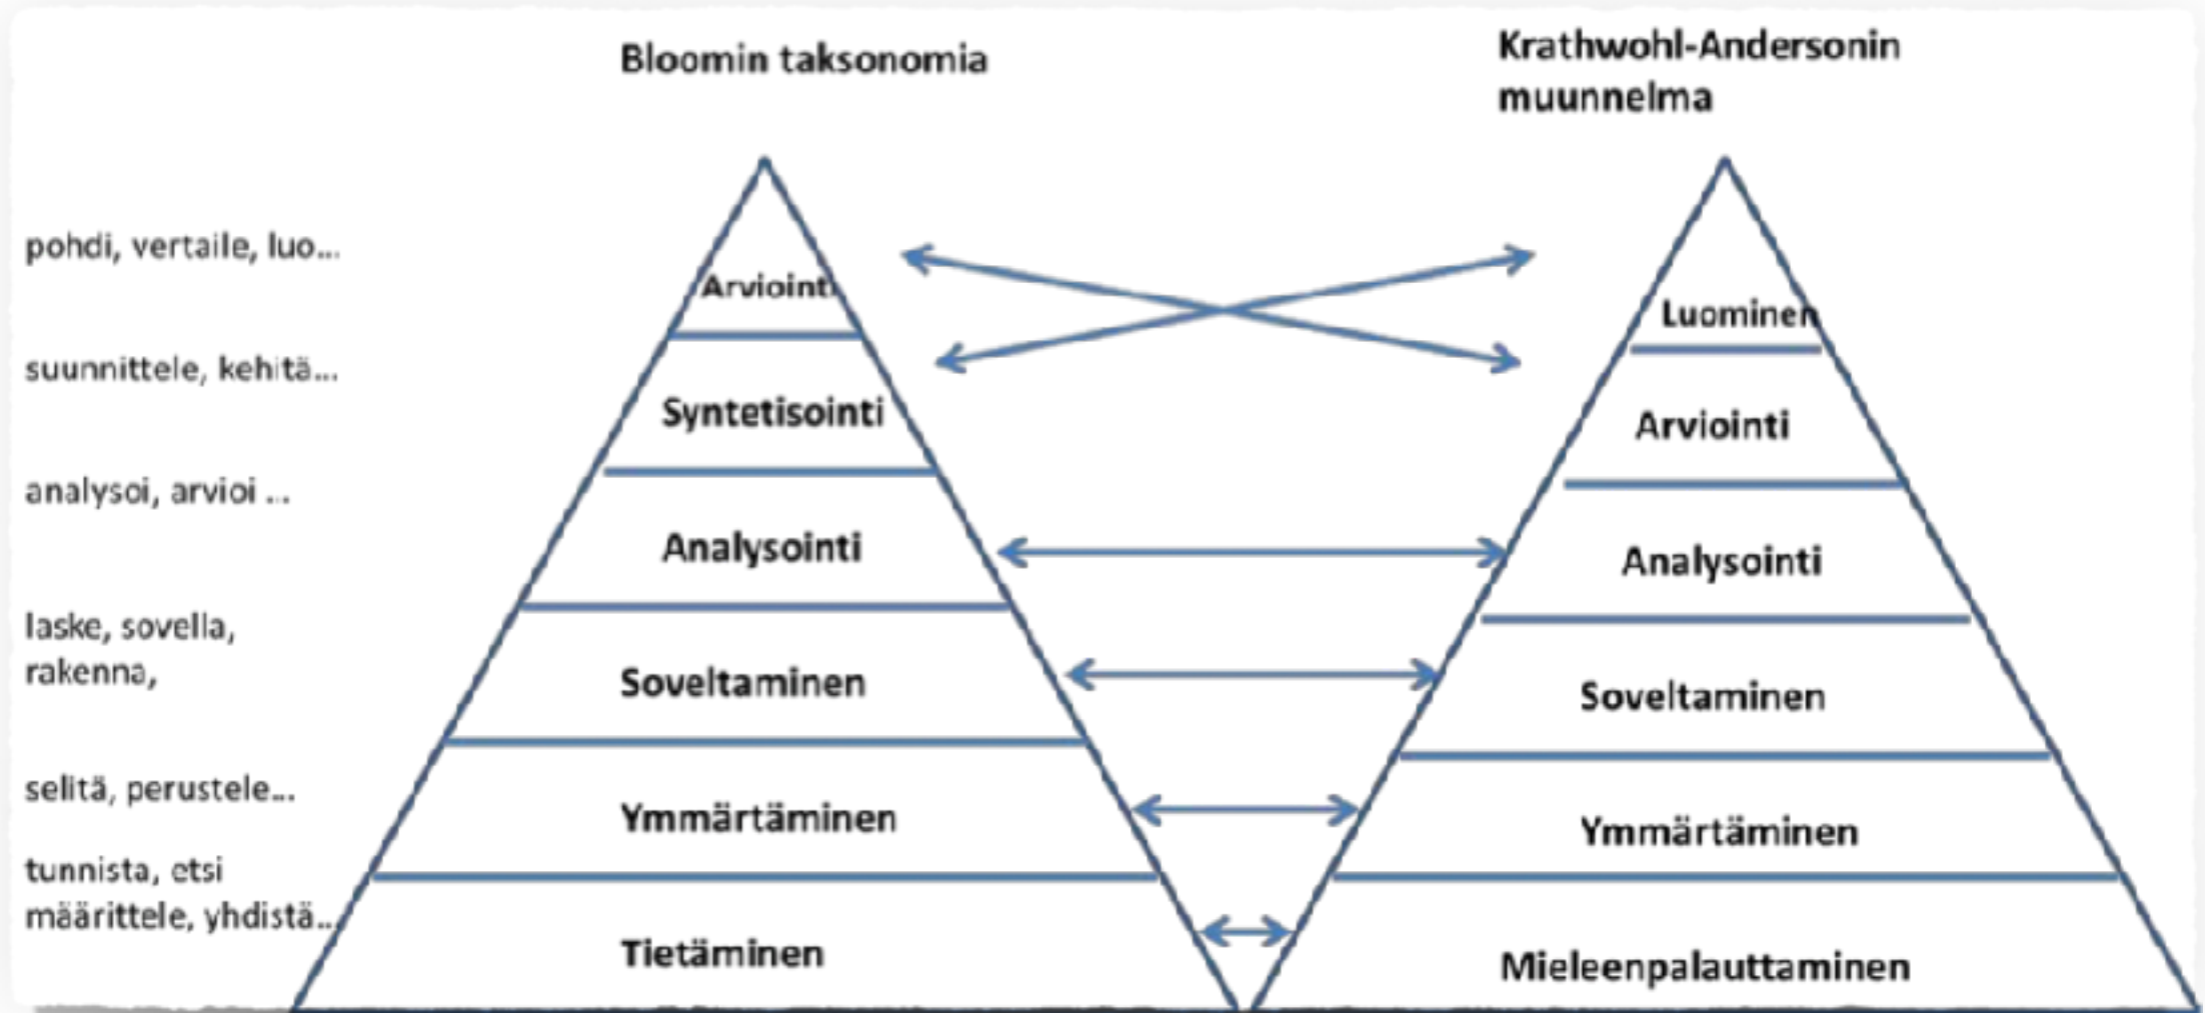 Bloomin taksonomia
Krathwohl-Andersonin
muunnelma
pohdi, vertaile, luo...
suunnittele, kehitä...
analysoi, arvioi ...
laske, sovella,
rakenna,
selitä, perustele...
tunnista, etsi
määrittele, yhdistä...
Arviointi
Syntetisointi
Analysointi
Soveltaminen
Ymmärtäminen
Tietäminen
Luominen
Arviointi
Analysointi
Soveltaminen
Ymmärtäminen
Mieleenpalauttaminen